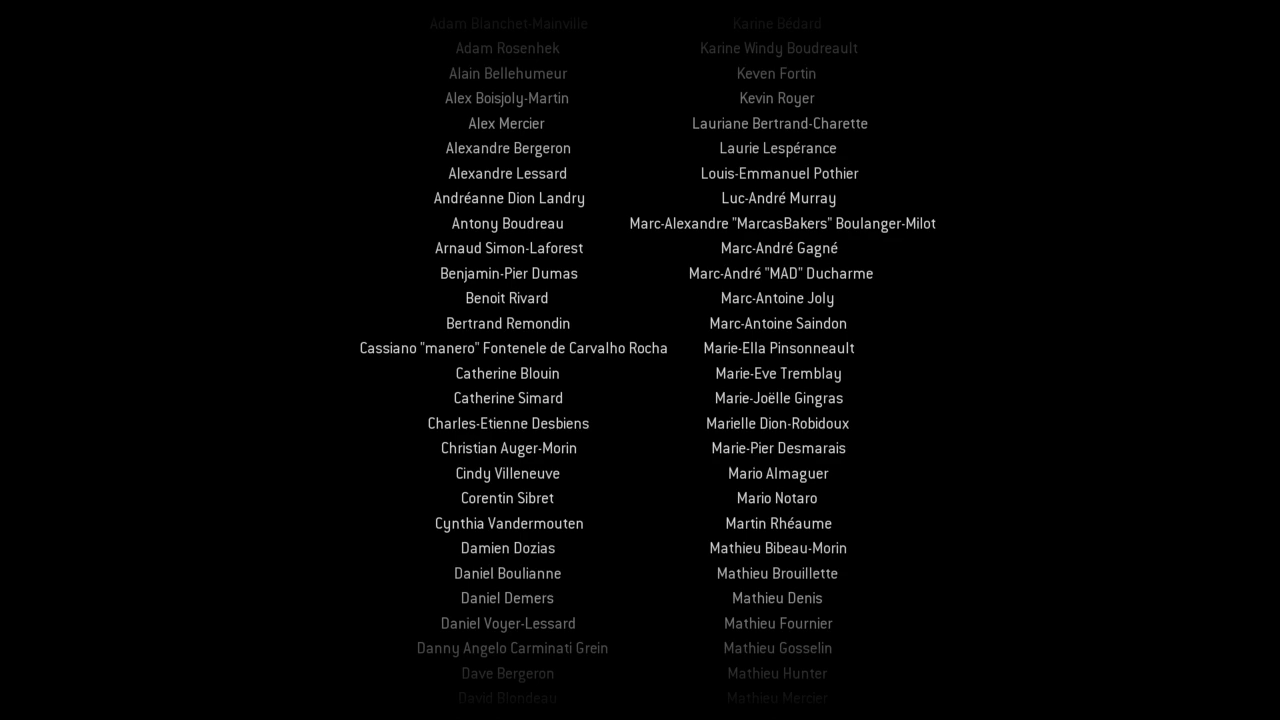 Adam Blanchet-Mainville
Adam Rosenhek
Alain Bellehumeur
Alex Boisjoly-Martin
Alex Mercier
Alexandre Bergeron
Alexandre Lessard
Andréanne Dion Landry
Antony Boudreau
Arnaud Simon-Laforest
Benjamin-Pier Dumas
Benoit Rivard
Bertrand Remondin
Cassiano "manero" Fontenele de Carvalho Rocha
Catherine Blouin
Catherine Simard
Charles-Etienne Desbiens
Christian Auger-Morin
Cindy Villeneuve
Corentin Sibret
Cynthia Vandermouten
Damien Dozias
Daniel Boulianne
Daniel Demers
Daniel Voyer-Lessard
Danny Angelo Carminati Grein
Dave Bergeron
David Blondeau
Karine Bédard
Karine Windy Boudreault
Keven Fortin
Kevin Royer
Lauriane Bertrand-Charette
Laurie Lespérance
Louis-Emmanuel Pothier
Luc-André Murray
Marc-Alexandre "MarcasBakers" Boulanger-Milot
Marc-André Gagné
Marc-André "MAD" Ducharme
Marc-Antoine Joly
Marc-Antoine Saindon
Marie-Ella Pinsonneault
Marie-Eve Tremblay
Marie-Joëlle Gingras
Marielle Dion-Robidoux
Marie-Pier Desmarais
Mario Almaguer
Mario Notaro
Martin Rhéaume
Mathieu Bibeau-Morin
Mathieu Brouillette
Mathieu Denis
Mathieu Fournier
Mathieu Gosselin
Mathieu Hunter
Mathieu Mercier